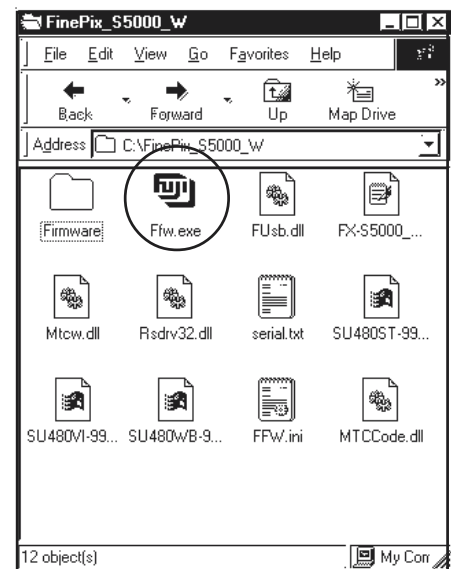 FinePix_S5000_W
File Edit View Go Favorites Help
Back Forward Up Map Drive »
Address C:\FinePix_S5000_W
FUJI
Firmware Ffw.exe FUsb.dll FX-S5000_...
Mtcw.dll Rsdrv32.dll serial.txt SU480ST-99...
SU480VI-99... SU480WB-9... FFW.ini MTCCode.dll
12 object(s) My Com